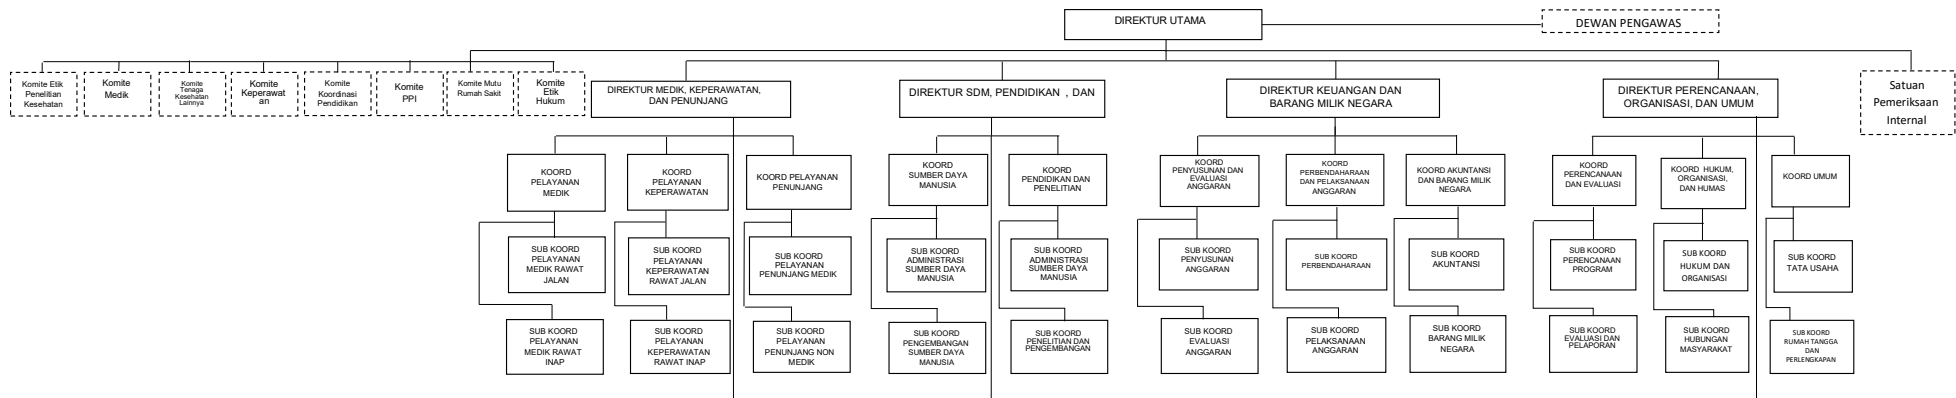 DIREKTUR UTAMA
DEWAN PENGAWAS
Komite Etik
Penelitian
Kesehatan
Komite
Medik
Komite
Tenaga
Kesehatan
Lainnya
Komite
Keperawat
an
Komite
Koordinasi
Pendidikan
Komite
PPI
Komite Mutu
Rumah Sakit
Komite
Etik
Hukum
DIREKTUR MEDIK, KEPERAWATAN,
DAN PENUNJANG
DIREKTUR SDM, PENDIDIKAN , DAN
DIREKTUR KEUANGAN DAN
BARANG MILIK NEGARA
DIREKTUR PERENCANAAN,
ORGANISASI, DAN UMUM
Satuan
Pemeriksaan
Internal
KOORD
PELAYANAN
MEDIK
KOORD
PELAYANAN
KEPERAWATAN
KOORD PELAYANAN
PENUNJANG
KOORD
SUMBER DAYA
MANUSIA
KOORD
PENDIDIKAN DAN
PENELITIAN
KOORD
PENYUSUNAN DAN
EVALUASI
ANGGARAN
KOORD
PERBENDAHARAAN
DAN PELAKSANAAN
ANGGARAN
KOORD AKUNTANSI
DAN BARANG MILIK
NEGARA
KOORD
PERENCANAAN
DAN EVALUASI
KOORD HUKUM,
ORGANISASI,
DAN HUMAS
KOORD UMUM
SUB KOORD
PELAYANAN
MEDIK RAWAT
JALAN
SUB KOORD
PELAYANAN
KEPERAWATAN
RAWAT JALAN
SUB KOORD
PELAYANAN
PENUNJANG MEDIK
SUB KOORD
ADMINISTRASI
SUMBER DAYA
MANUSIA
SUB KOORD
ADMINISTRASI
SUMBER DAYA
MANUSIA
SUB KOORD
PENYUSUNAN
ANGGARAN
SUB KOORD
PERBENDAHARAAN
SUB KOORD
AKUNTANSI
SUB KOORD
PERENCANAAN
PROGRAM
SUB KOORD
HUKUM DAN
ORGANISASI
SUB KOORD
TATA USAHA
SUB KOORD
PELAYANAN
MEDIK RAWAT
INAP
SUB KOORD
PELAYANAN
KEPERAWATAN
RAWAT INAP
SUB KOORD
PELAYANAN
PENUNJANG NON
MEDIK
SUB KOORD
PENGEMBANGAN
SUMBER DAYA
MANUSIA
SUB KOORD
PENELITIAN DAN
PENGEMBANGAN
SUB KOORD
EVALUASI
ANGGARAN
SUB KOORD
PELAKSANAAN
ANGGARAN
SUB KOORD
BARANG MILIK
NEGARA
SUB KOORD
EVALUASI DAN
PELAPORAN
SUB KOORD
HUBUNGAN
MASYARAKAT
SUB KOORD
RUMAH TANGGA
DAN
PERLENGKAPAN